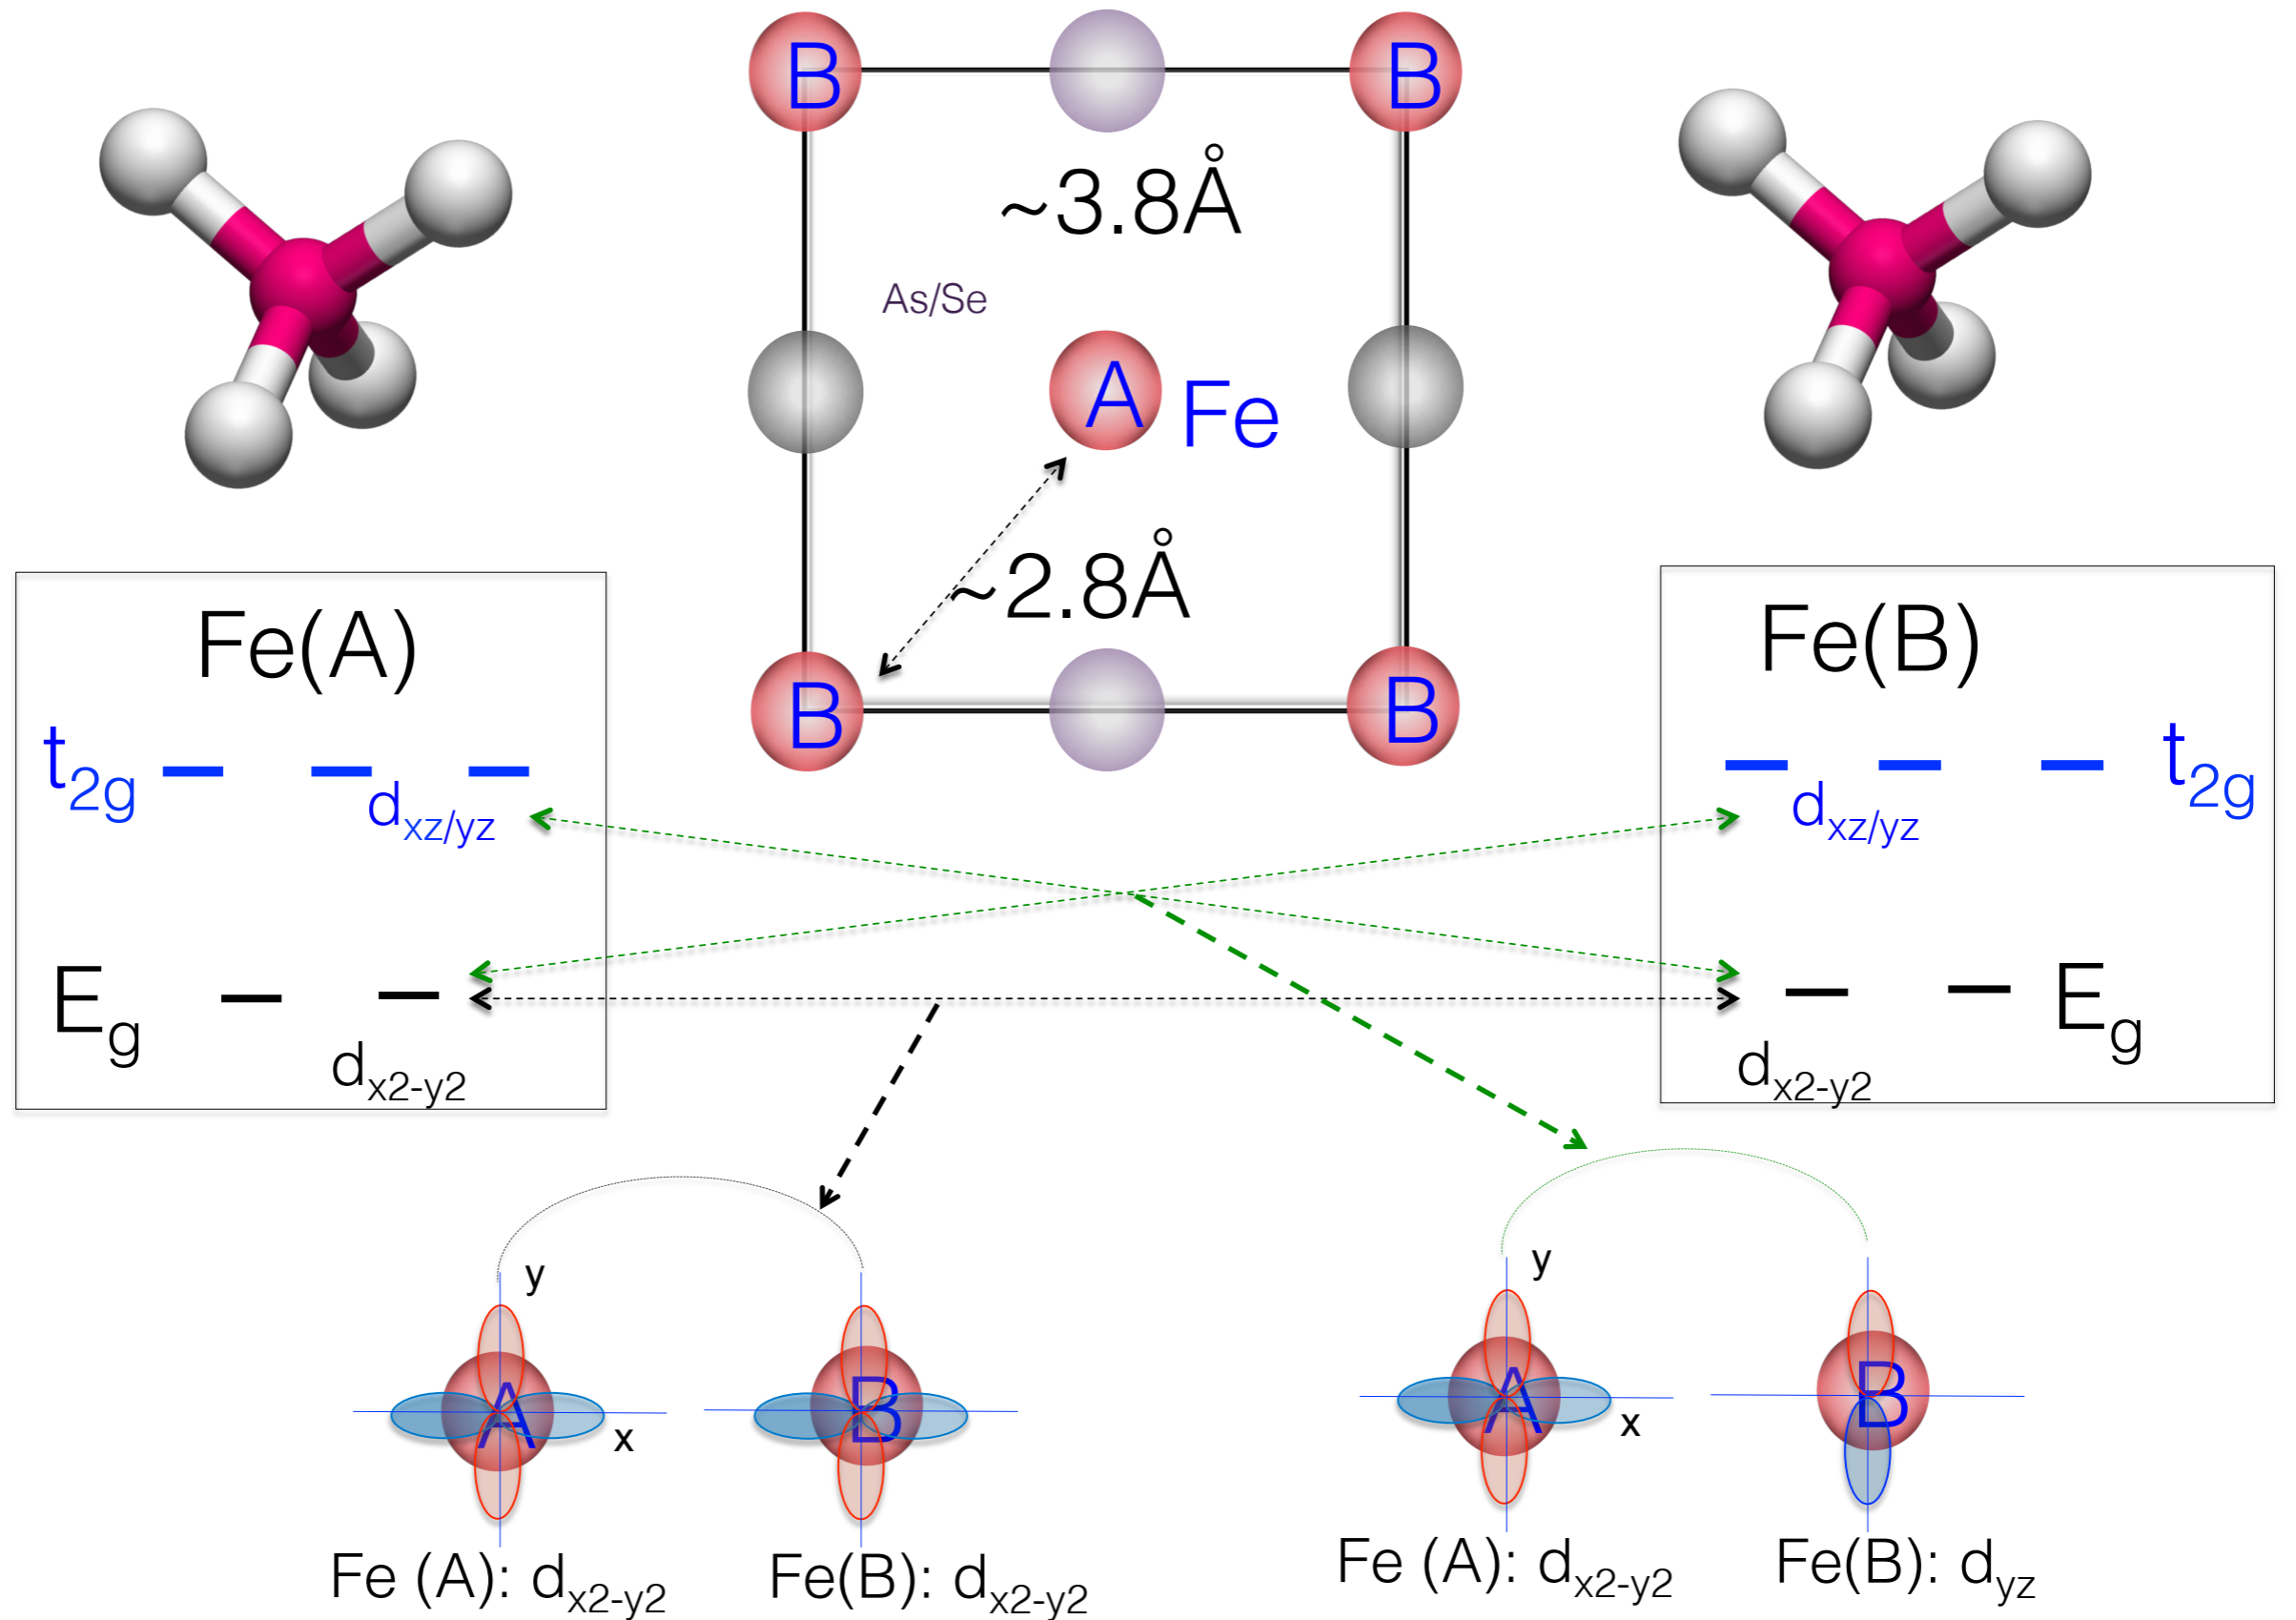 B
B
~3.8Å
As/Se
A
Fe
~2.8Å
B
B
Fe(A)
t2g
dxz/yz
Eg
dx2-y2
Fe(B)
t2g
dxz/yz
Eg
dx2-y2
y
A
B
x
Fe (A): dx2-y2
Fe(B): dx2-y2
y
A
B
x
Fe (A): dx2-y2
Fe(B): dyz